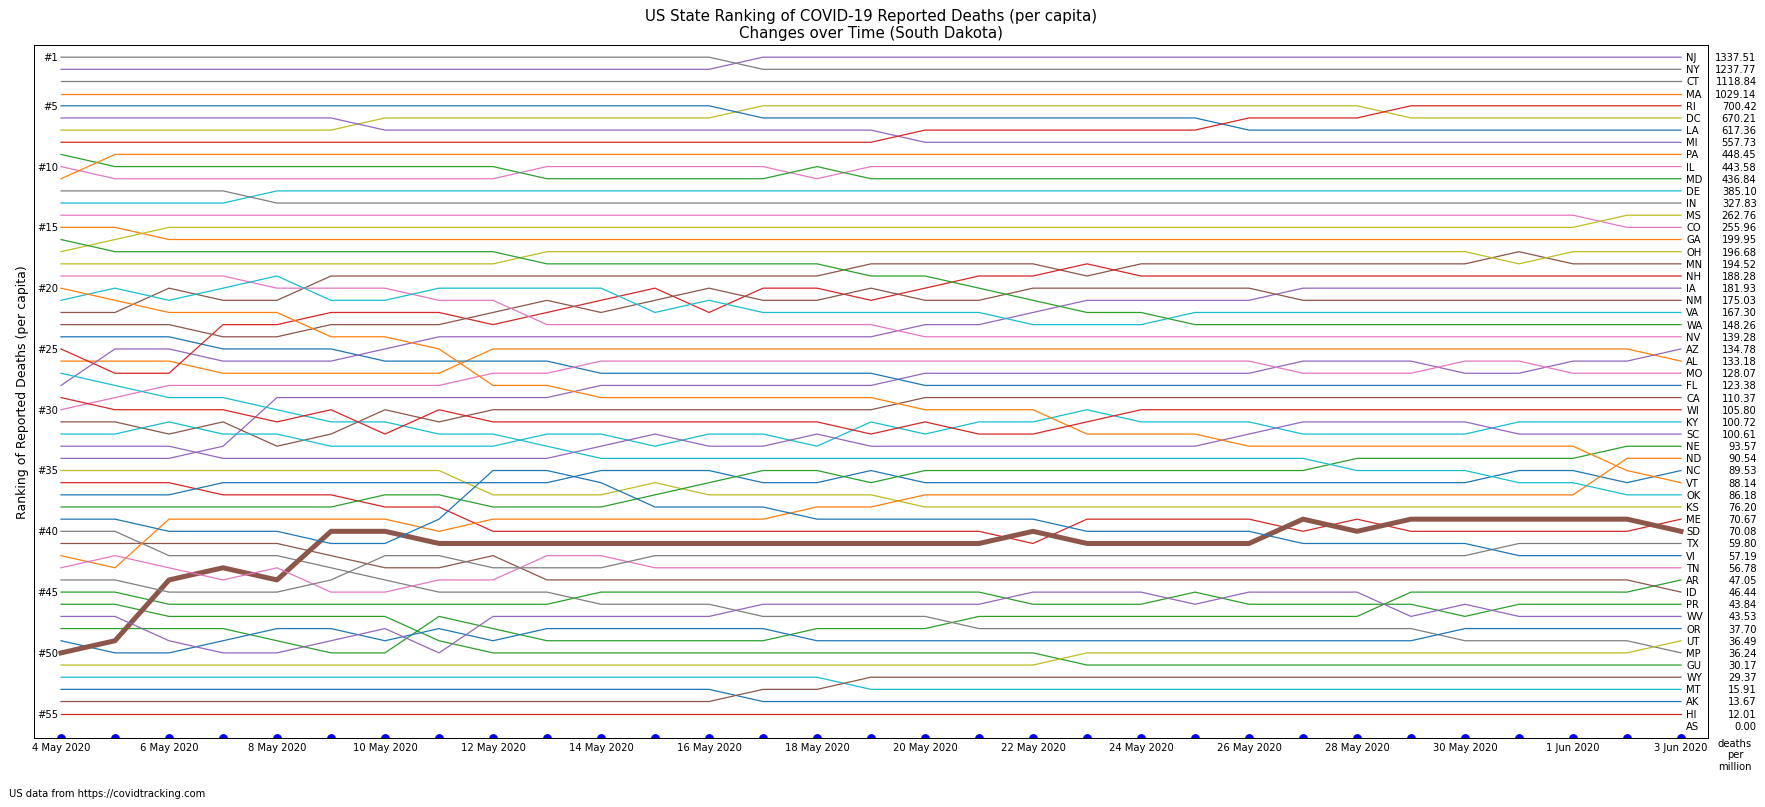 US State Ranking of COVID-19 Reported Deaths (per capita)
Changes over Time (South Dakota)
Ranking of Reported Deaths (per capita)
#1
#5
#10
#15
#20
#25
#30
#35
#40
#45
#50
#55
NJ 1337.51
NY 1237.77
CT 1118.84
MA 1029.14
RI 700.42
DC 670.21
LA 617.36
MI 557.73
PA 448.45
IL 443.58
MD 436.84
DE 385.10
IN 327.83
MS 262.76
CO 255.96
GA 199.95
OH 196.68
MN 194.52
NH 188.28
IA 181.93
NM 175.03
VA 167.30
WA 148.26
NV 139.28
AZ 134.78
AL 133.18
MO 128.07
FL 123.38
CA 110.37
WI 105.80
KY 100.72
SC 100.61
NE 93.57
ND 90.54
NC 89.53
VT 88.14
OK 86.18
KS 76.20
ME 70.67
SD 70.08
TX 59.80
VI 57.19
TN 56.78
AR 47.05
ID 46.44
PR 43.84
WV 43.53
OR 37.70
UT 36.49
MP 36.24
GU 30.17
WY 29.37
MT 15.91
AK 13.67
HI 12.01
AS 0.00
4 May 2020 6 May 2020 8 May 2020 10 May 2020 12 May 2020 14 May 2020 16 May 2020 18 May 2020 20 May 2020 22 May 2020 24 May 2020 26 May 2020 28 May 2020 30 May 2020 1 Jun 2020 3 Jun 2020
deaths
per
million
US data from https://covidtracking.com